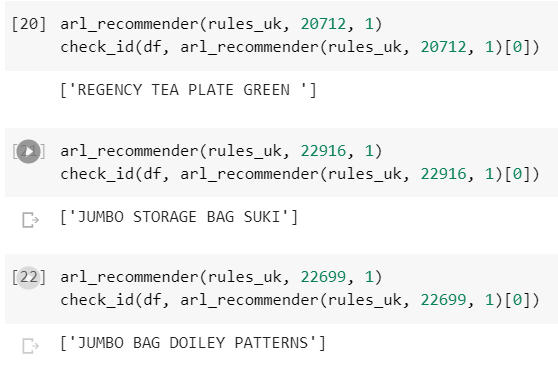 [20] arl_recommender(rules_uk, 20712, 1)
check_id(df, arl_recommender(rules_uk, 20712, 1)[0])
['REGENCY TEA PLATE GREEN ']
arl_recommender(rules_uk, 22916, 1)
check_id(df, arl_recommender(rules_uk, 22916, 1)[0])
['JUMBO STORAGE BAG SUKI']
[22] arl_recommender(rules_uk, 22699, 1)
check_id(df, arl_recommender(rules_uk, 22699, 1)[0])
['JUMBO BAG DOILEY PATTERNS']